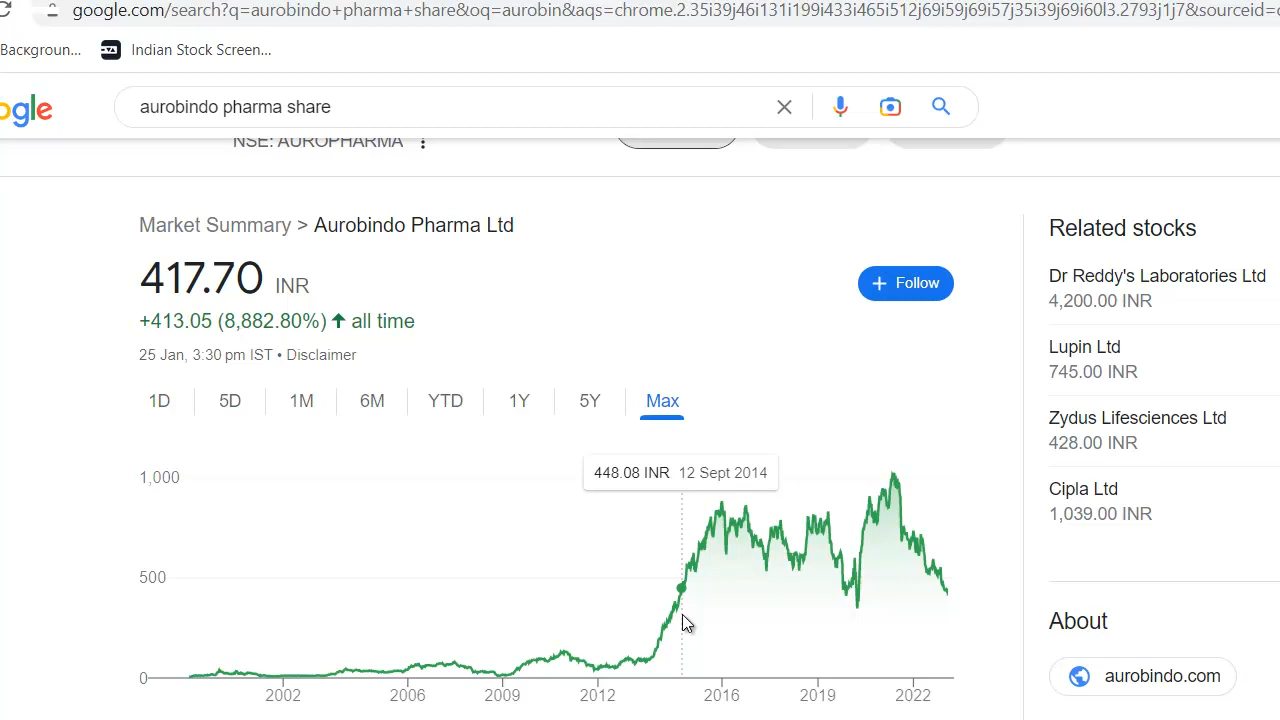 google.com/search?q=aurobindo+pharma+share&oq=aurobin&aqs=chrome.2.35i39j46i131i199i433i465i512j69i59j69i57j35i39j69i60l3.2793j1j7&sourceid=c
Backgroun... Indian Stock Screen...
ogle aurobindo pharma share
NSE: AUROPHARMA
Market Summary > Aurobindo Pharma Ltd
417.70 INR
Follow
+413.05 (8,882.80%) all time
25 Jan, 3:30 pm IST • Disclaimer
1D 5D 1M 6M YTD 1Y 5Y Max
448.08 INR 12 Sept 2014
1,000
500
0
2002 2006 2009 2012 2016 2019 2022
Related stocks
Dr Reddy's Laboratories Ltd
4,200.00 INR
Lupin Ltd
745.00 INR
Zydus Lifesciences Ltd
428.00 INR
Cipla Ltd
1,039.00 INR
About
aurobindo.com